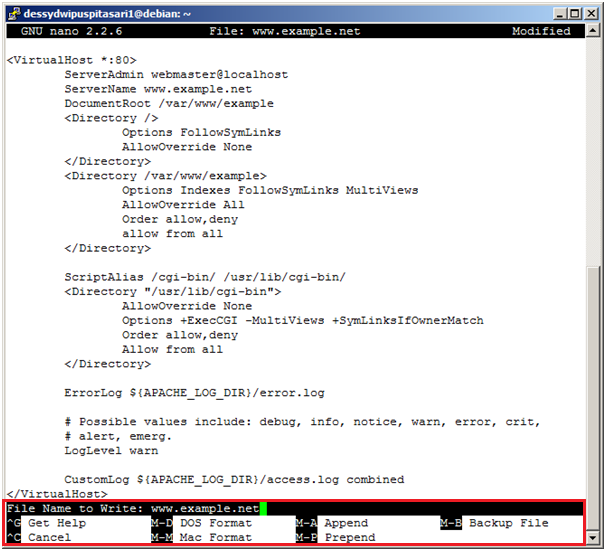 dessydwipuspitasari1@debian: ~
GNU nano 2.2.6 File: www.example.net Modified
<VirtualHost *:80>
ServerAdmin webmaster@localhost
ServerName www.example.net
DocumentRoot /var/www/example
<Directory />
Options FollowSymLinks
AllowOverride None
</Directory>
<Directory /var/www/example>
Options Indexes FollowSymLinks MultiViews
AllowOverride All
Order allow,deny
allow from all
</Directory>
ScriptAlias /cgi-bin/ /usr/lib/cgi-bin/
<Directory "/usr/lib/cgi-bin">
AllowOverride None
Options +ExecCGI -MultiViews +SymLinksIfOwnerMatch
Order allow,deny
Allow from all
</Directory>
ErrorLog ${APACHE_LOG_DIR}/error.log
# Possible values include: debug, info, notice, warn, error, crit,
# alert, emerg.
LogLevel warn
CustomLog ${APACHE_LOG_DIR}/access.log combined
</VirtualHost>
File Name to Write: www.example.net
^G Get Help M-D DOS Format M-A Append M-B Backup File
^C Cancel M-M Mac Format M-P Prepend